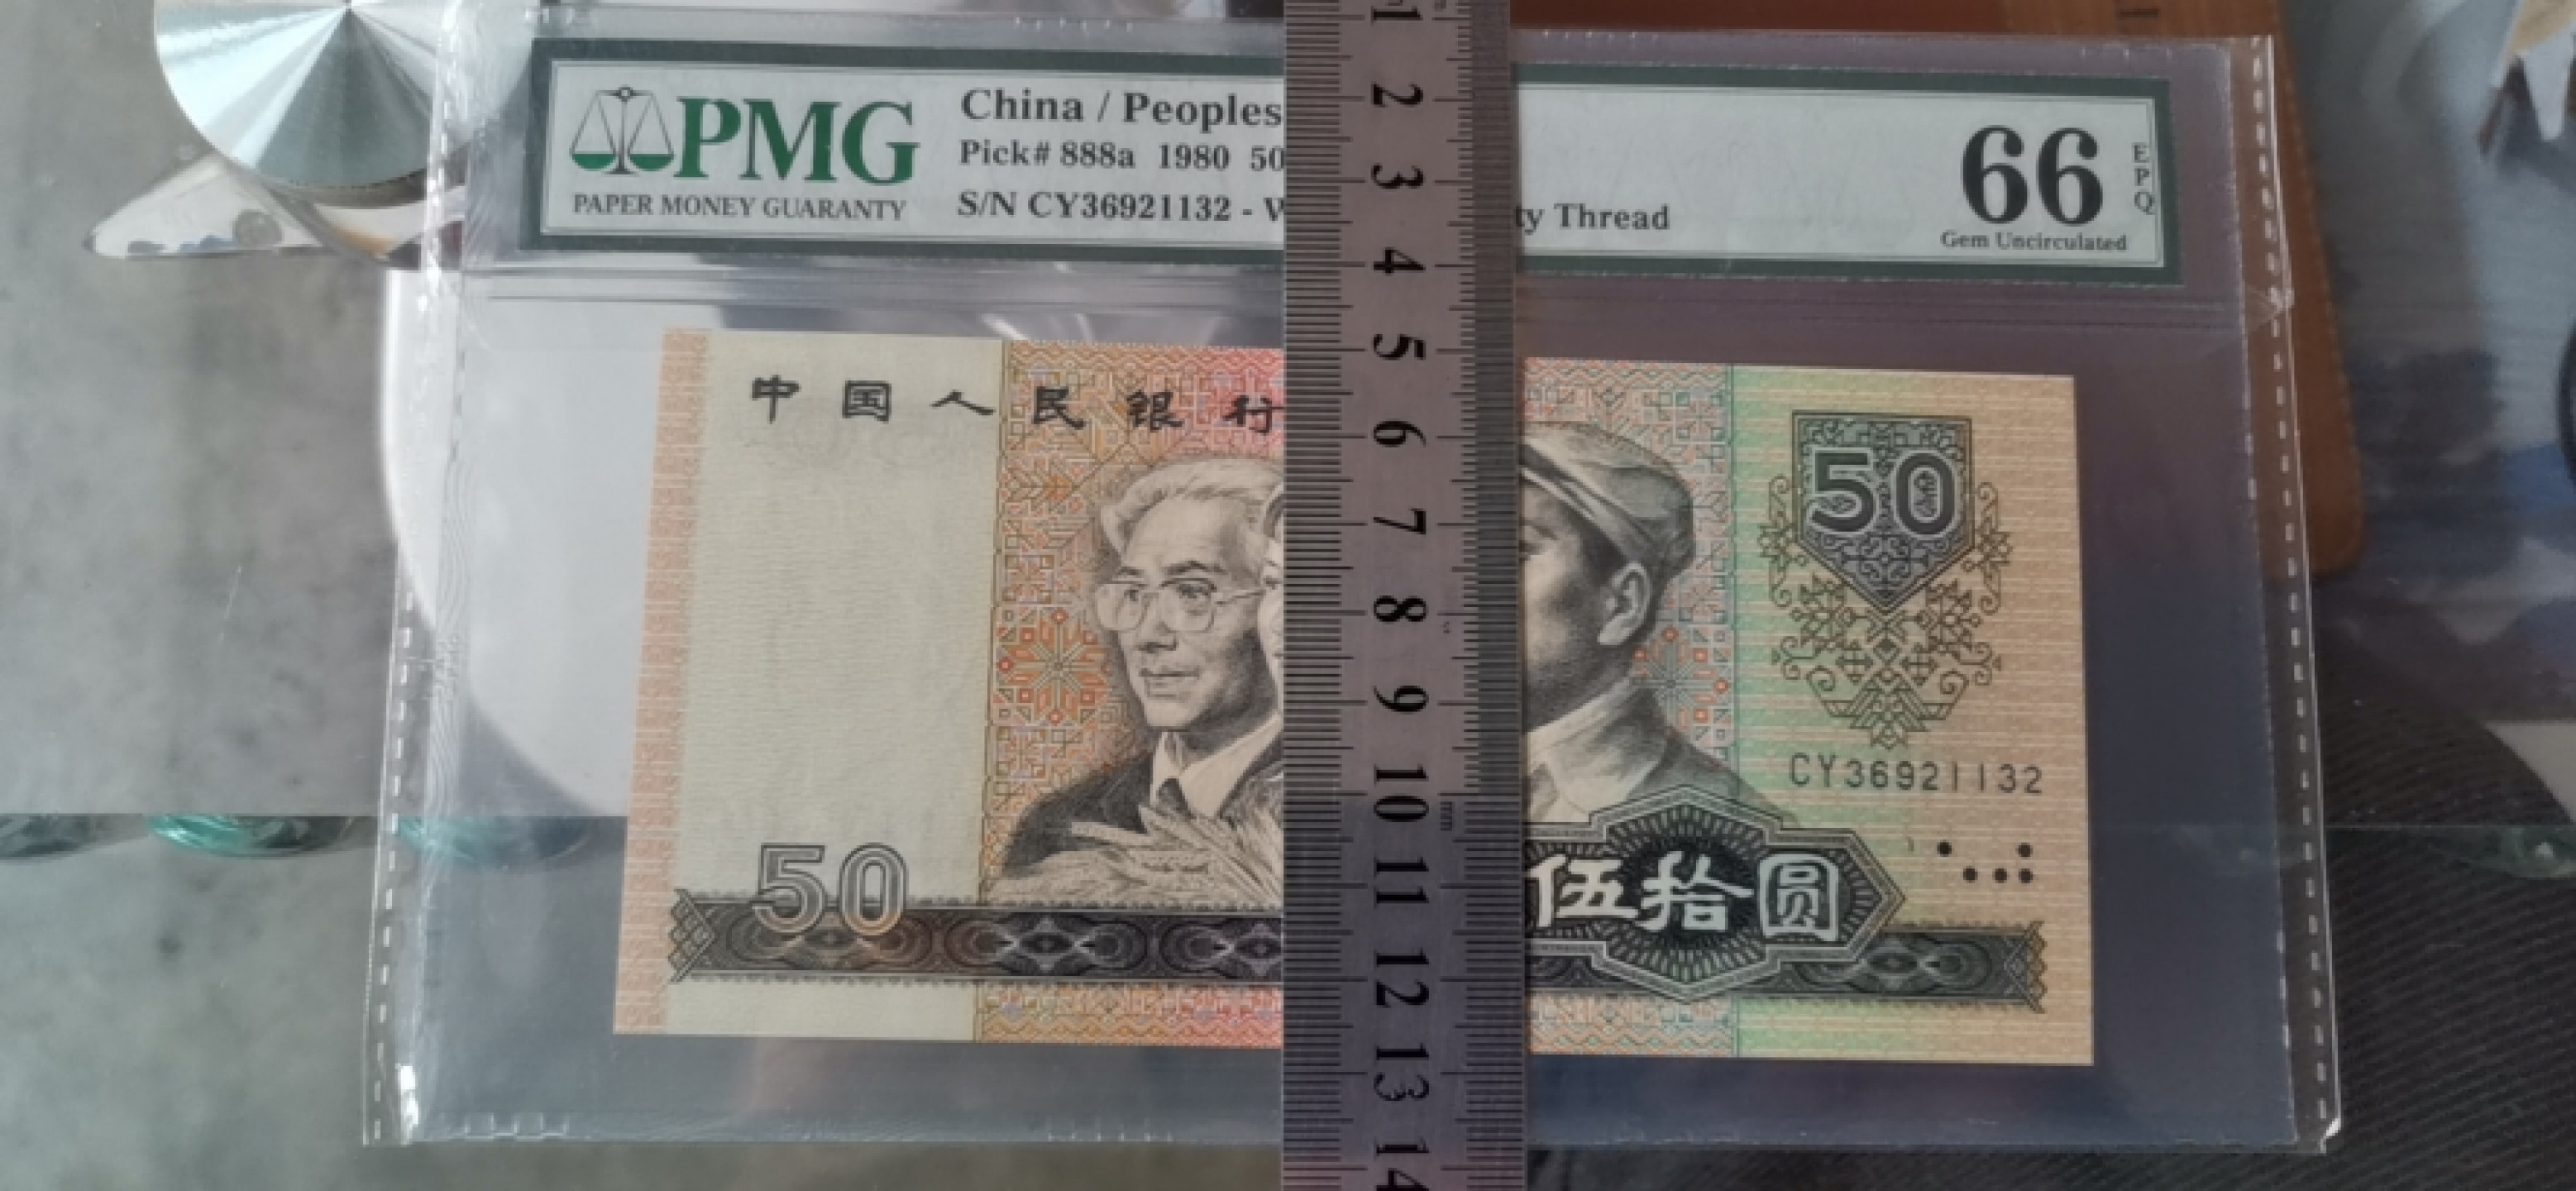 PMG
PAPER MONEY GUARANTY
China / Peoples
Pick# 888a 1980 50
S/N CY36921132 - ty Thread
66
EPQ
Gem Uncirculated
中国人民银行
50
CY36921132
50
伍拾圆
1
2
3
4
5
6
7
8
9
10
mm
11
12
13
14